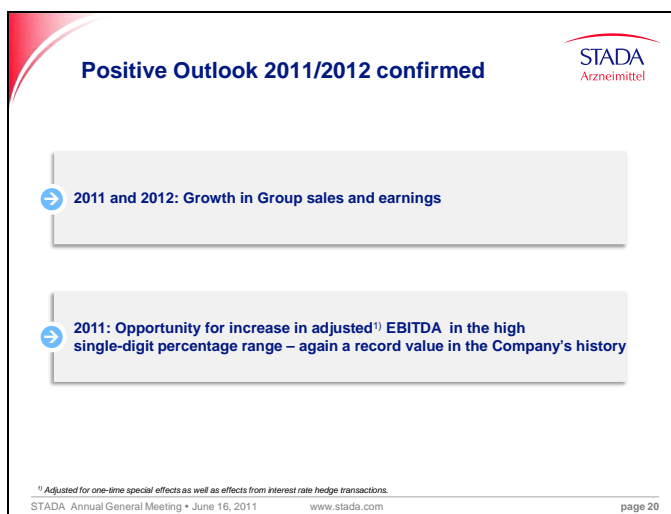 Positive Outlook 2011/2012 confirmed
STADA
Arzneimittel
2011 and 2012: Growth in Group sales and earnings
2011: Opportunity for increase in adjusted1) EBITDA in the high
single-digit percentage range – again a record value in the Company's history
1) Adjusted for one-time special effects as well as effects from interest rate hedge transactions.
STADA Annual General Meeting • June 16, 2011 www.stada.com page 20